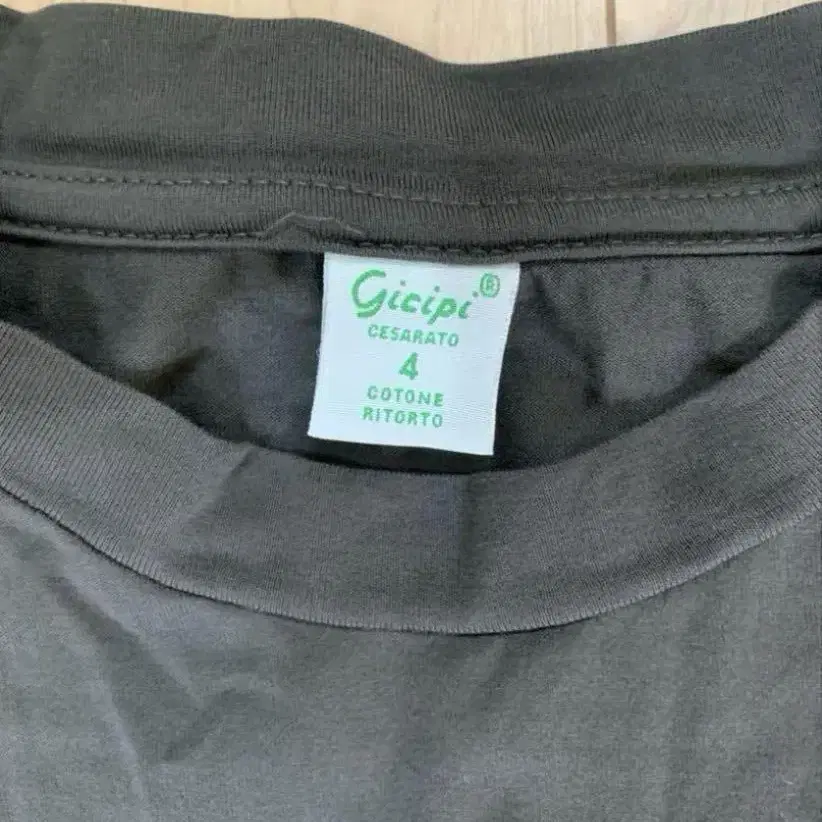 Gicipi®
CESARATO
4
COTONE
RITORTO